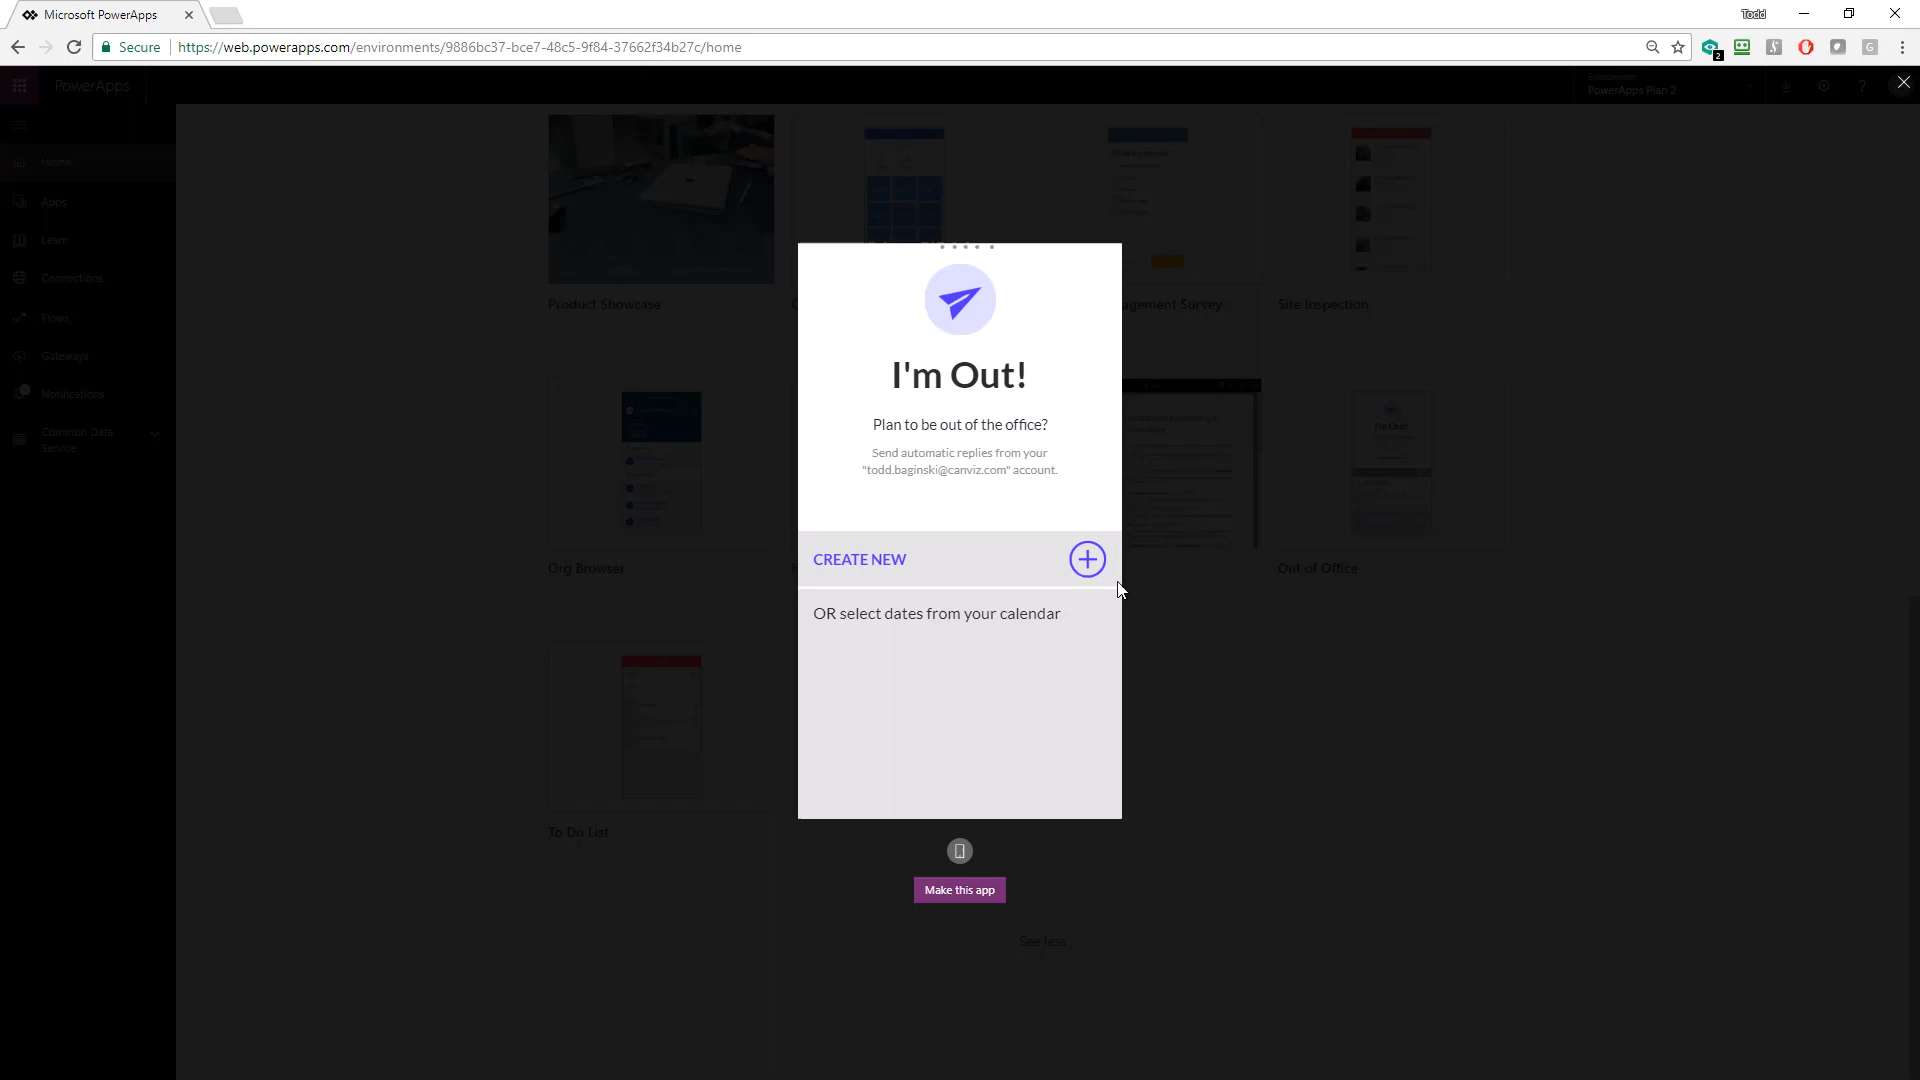 Microsoft PowerApps
Todd
Secure
https://web.powerapps.com/environments/9886bc37-bce7-48c5-9f84-37662f34b27c/home
2
G
PowerApps
Environment
PowerApps Plan 2
?
Home
Apps
Learn
Connections
Flows
Gateways
Notifications
Common Data
Service
Product Showcase
agement Survey
Site Inspection
Org Browser
Out of Office
To Do List
I'm Out!
Plan to be out of the office?
Send automatic replies from your
"todd.baginski@canviz.com" account.
CREATE NEW
OR select dates from your calendar
Make this app
See less